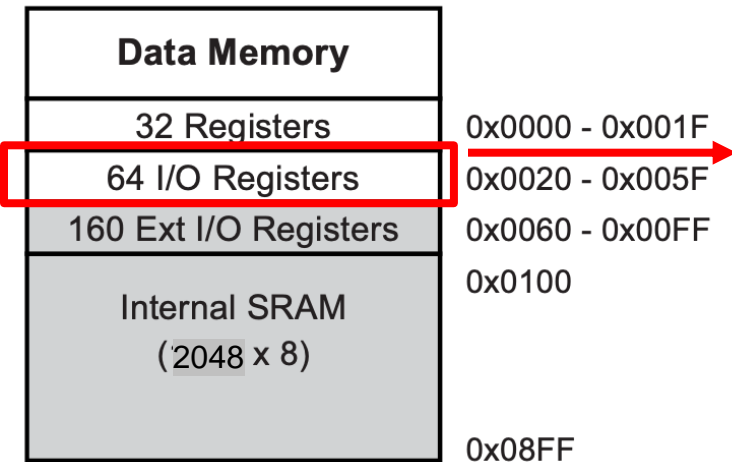 Data Memory
32 Registers 0x0000 - 0x001F
64 I/O Registers 0x0020 - 0x005F
160 Ext I/O Registers 0x0060 - 0x00FF
Internal SRAM 0x0100
(2048 x 8)
0x08FF